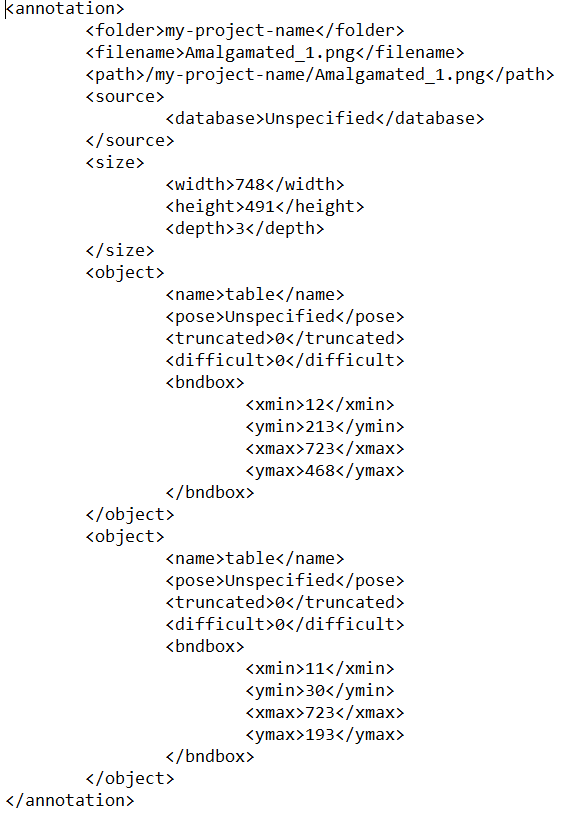 <annotation>
	<folder>my-project-name</folder>
	<filename>Amalgamated_1.png</filename>
	<path>/my-project-name/Amalgamated_1.png</path>
	<source>
		<database>Unspecified</database>
	</source>
	<size>
		<width>748</width>
		<height>491</height>
		<depth>3</depth>
	</size>
	<object>
		<name>table</name>
		<pose>Unspecified</pose>
		<truncated>0</truncated>
		<difficult>0</difficult>
		<bndbox>
			<xmin>12</xmin>
			<ymin>213</ymin>
			<xmax>723</xmax>
			<ymax>468</ymax>
		</bndbox>
	</object>
	<object>
		<name>table</name>
		<pose>Unspecified</pose>
		<truncated>0</truncated>
		<difficult>0</difficult>
		<bndbox>
			<xmin>11</xmin>
			<ymin>30</ymin>
			<xmax>723</xmax>
			<ymax>193</ymax>
		</bndbox>
	</object>
</annotation>